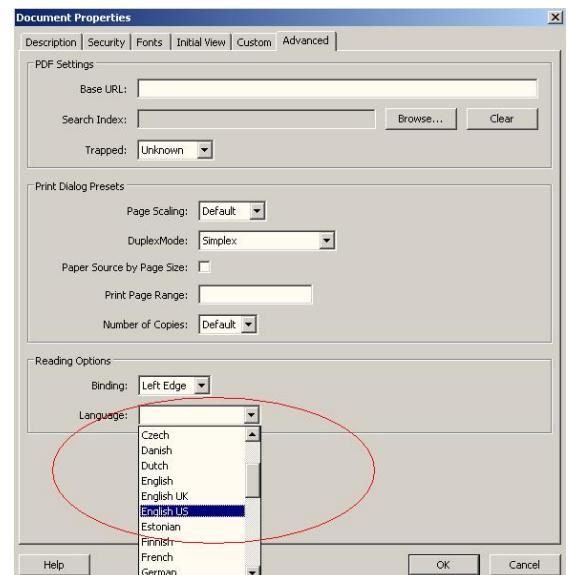 Document Properties
Description Security Fonts Initial View Custom Advanced
PDF Settings
Base URL:
Search Index: Browse... Clear
Trapped: Unknown
Print Dialog Presets
Page Scaling: Default
DuplexMode: Simplex
Paper Source by Page Size:
Print Page Range:
Number of Copies: Default
Reading Options
Binding: Left Edge
Language:
Czech
Danish
Dutch
English
English UK
English US
Estonian
Finnish
French
German
Help OK Cancel